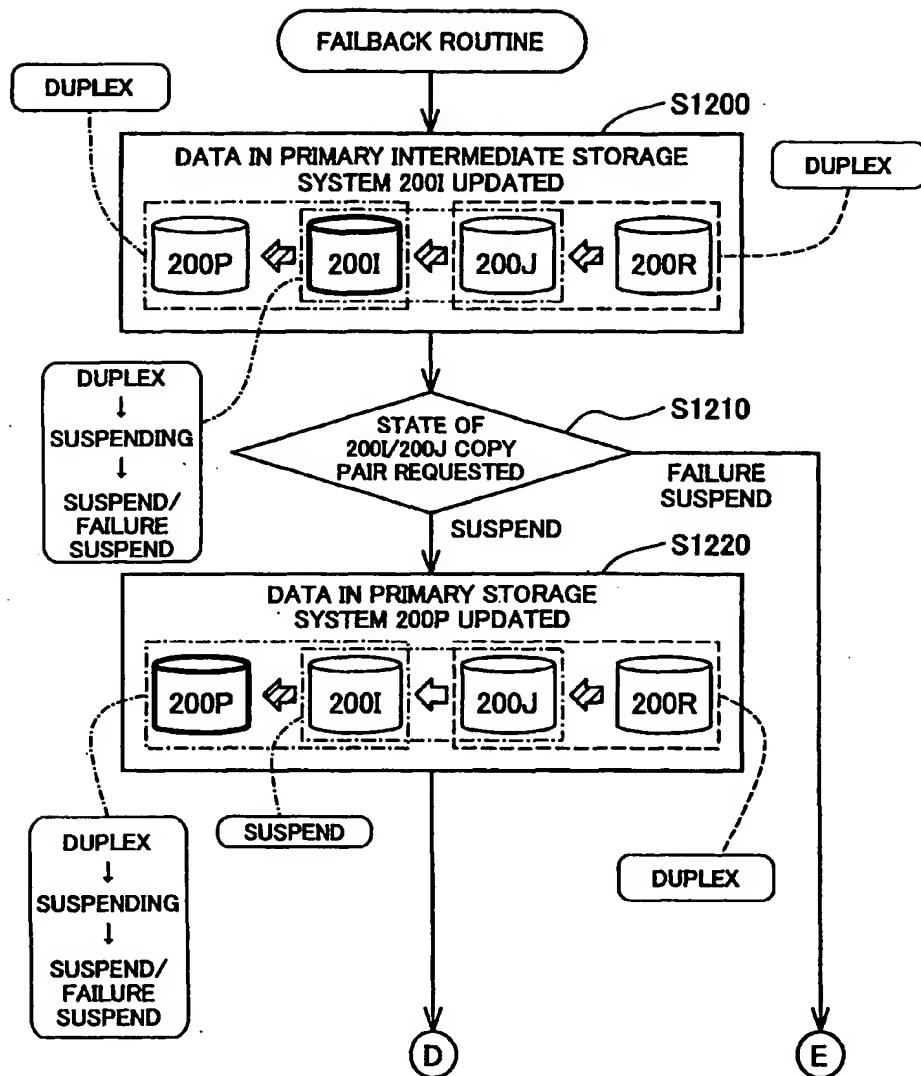 FAILBACK ROUTINE
DUPLEX
S1200
DATA IN PRIMARY INTERMEDIATE STORAGE
SYSTEM 200I UPDATED
DUPLEX
200P
200I
200J
200R
DUPLEX
↓
SUSPENDING
↓
SUSPEND/
FAILURE
SUSPEND
S1210
STATE OF
200I/200J COPY
PAIR REQUESTED
FAILURE
SUSPEND
SUSPEND
S1220
DATA IN PRIMARY STORAGE
SYSTEM 200P UPDATED
200P
200I
200J
200R
DUPLEX
↓
SUSPENDING
↓
SUSPEND/
FAILURE
SUSPEND
SUSPEND
DUPLEX
D
E